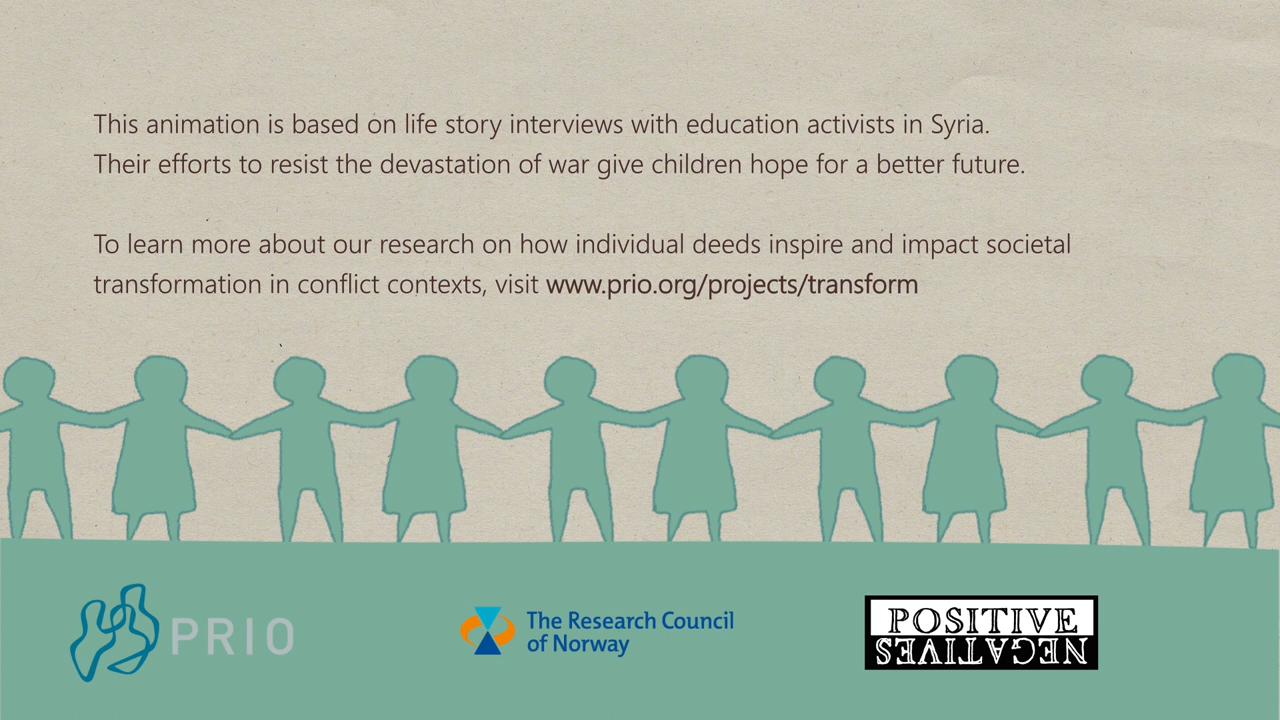 This animation is based on life story interviews with education activists in Syria.
Their efforts to resist the devastation of war give children hope for a better future.
To learn more about our research on how individual deeds inspire and impact societal
transformation in conflict contexts, visit www.prio.org/projects/transform
PRIO
The Research Council
of Norway
POSITIVE
NEGATIVES